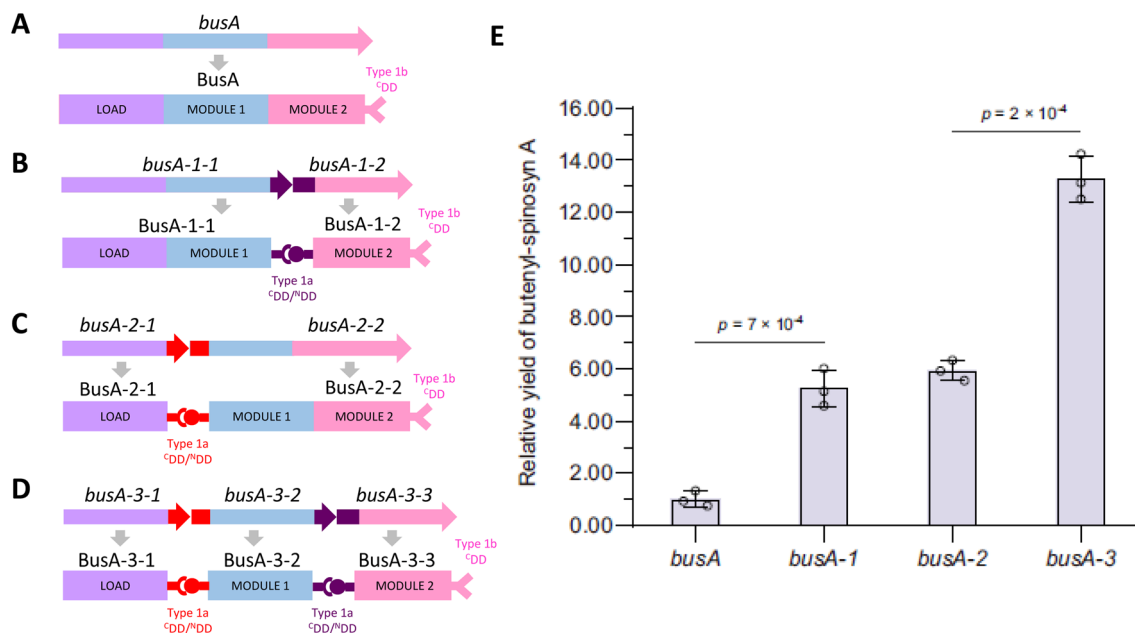 A
busA
BusA
Type 1b
ᶜDD
LOAD MODULE 1 MODULE 2
B
busA-1-1 busA-1-2
BusA-1-1 BusA-1-2
Type 1b
ᶜDD
LOAD MODULE 1 MODULE 2
Type 1a
ᶜDD/ᴺDD
C
busA-2-1 busA-2-2
BusA-2-1 BusA-2-2
Type 1b
ᶜDD
LOAD MODULE 1 MODULE 2
Type 1a
ᶜDD/ᴺDD
D
busA-3-1 busA-3-2 busA-3-3
BusA-3-1 BusA-3-2 BusA-3-3
Type 1b
ᶜDD
LOAD MODULE 1 MODULE 2
Type 1a Type 1a
ᶜDD/ᴺDD ᶜDD/ᴺDD
E
Relative yield of butenyl-spinosyn A
16.00
14.00
12.00
10.00
8.00
6.00
4.00
2.00
0.00
p = 7 × 10⁻⁴
p = 2 × 10⁻⁴
busA busA-1 busA-2 busA-3